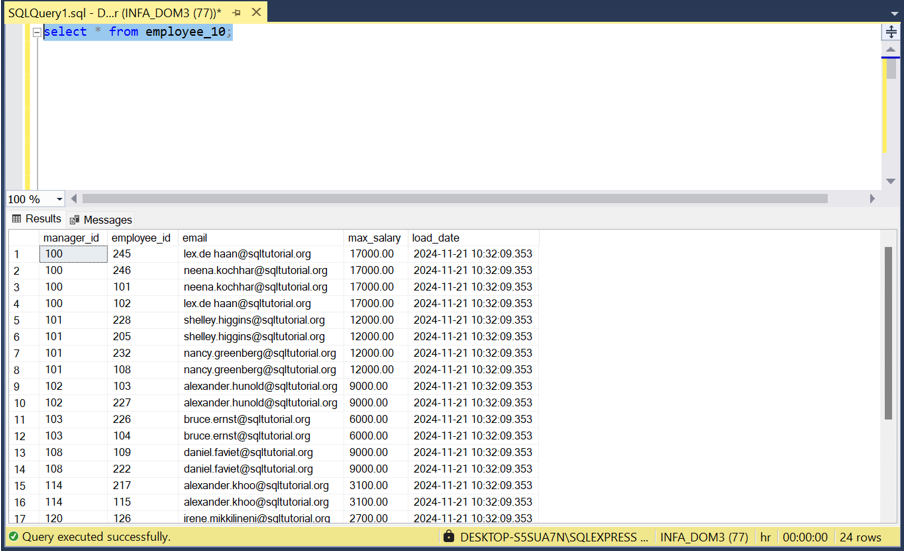 SQLQuery1.sql - D...r (INFA_DOM3 (77))*
select * from employee_10;
100 %
Results Messages
manager_id employee_id email max_salary load_date
1 100 245 lex.de haan@sqltutorial.org 17000.00 2024-11-21 10:32:09.353
2 100 246 neena.kochhar@sqltutorial.org 17000.00 2024-11-21 10:32:09.353
3 100 101 neena.kochhar@sqltutorial.org 17000.00 2024-11-21 10:32:09.353
4 100 102 lex.de haan@sqltutorial.org 17000.00 2024-11-21 10:32:09.353
5 101 228 shelley.higgins@sqltutorial.org 12000.00 2024-11-21 10:32:09.353
6 101 205 shelley.higgins@sqltutorial.org 12000.00 2024-11-21 10:32:09.353
7 101 232 nancy.greenberg@sqltutorial.org 12000.00 2024-11-21 10:32:09.353
8 101 108 nancy.greenberg@sqltutorial.org 12000.00 2024-11-21 10:32:09.353
9 102 103 alexander.hunold@sqltutorial.org 9000.00 2024-11-21 10:32:09.353
10 102 227 alexander.hunold@sqltutorial.org 9000.00 2024-11-21 10:32:09.353
11 103 226 bruce.ernst@sqltutorial.org 6000.00 2024-11-21 10:32:09.353
12 103 104 bruce.ernst@sqltutorial.org 6000.00 2024-11-21 10:32:09.353
13 108 109 daniel.faviet@sqltutorial.org 9000.00 2024-11-21 10:32:09.353
14 108 222 daniel.faviet@sqltutorial.org 9000.00 2024-11-21 10:32:09.353
15 114 217 alexander.khoo@sqltutorial.org 3100.00 2024-11-21 10:32:09.353
16 114 115 alexander.khoo@sqltutorial.org 3100.00 2024-11-21 10:32:09.353
17 120 126 irene.mikkilineni@sqltutorial.org 2700.00 2024-11-21 10:32:09.353
Query executed successfully. DESKTOP-S5SUA7N\SQLEXPRESS ... INFA_DOM3 (77) hr 00:00:00 24 rows